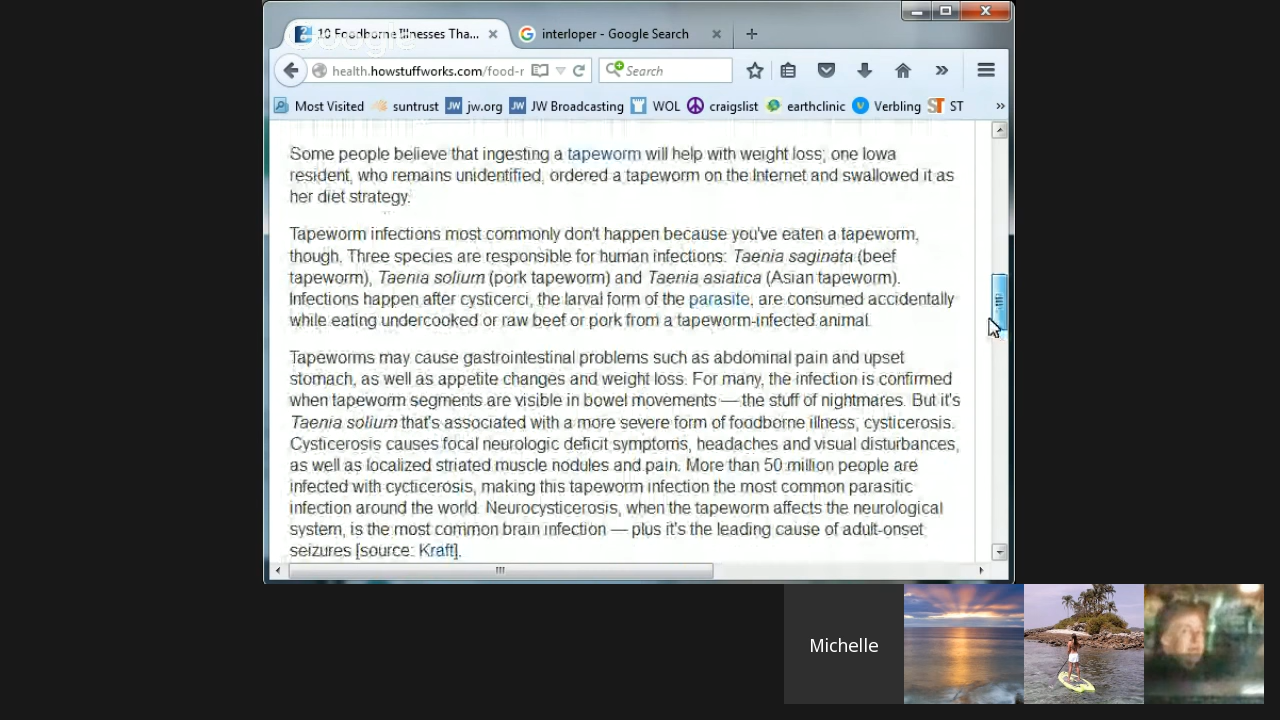 10 Foodborne Illnesses Tha...
interloper - Google Search
health.howstuffworks.com/food-r
Search
Most Visited
suntrust
jw.org
JW Broadcasting
WOL
craigslist
earthclinic
Verbling
ST
Some people believe that ingesting a tapeworm will help with weight loss; one Iowa
resident, who remains unidentified, ordered a tapeworm on the Internet and swallowed it as
her diet strategy.
Tapeworm infections most commonly don't happen because you've eaten a tapeworm,
though. Three species are responsible for human infections: Taenia saginata (beef
tapeworm), Taenia solium (pork tapeworm) and Taenia asiatica (Asian tapeworm).
Infections happen after cysticerci, the larval form of the parasite, are consumed accidentally
while eating undercooked or raw beef or pork from a tapeworm-infected animal.
Tapeworms may cause gastrointestinal problems such as abdominal pain and upset
stomach, as well as appetite changes and weight loss. For many, the infection is confirmed
when tapeworm segments are visible in bowel movements — the stuff of nightmares. But it's
Taenia solium that's associated with a more severe form of foodborne illness, cysticerosis.
Cysticerosis causes focal neurologic deficit symptoms, headaches and visual disturbances,
as well as localized striated muscle nodules and pain. More than 50 million people are
infected with cycticerosis, making this tapeworm infection the most common parasitic
infection around the world. Neurocysticerosis, when the tapeworm affects the neurological
system, is the most common brain infection — plus it's the leading cause of adult-onset
seizures [source: Kraft].
Michelle